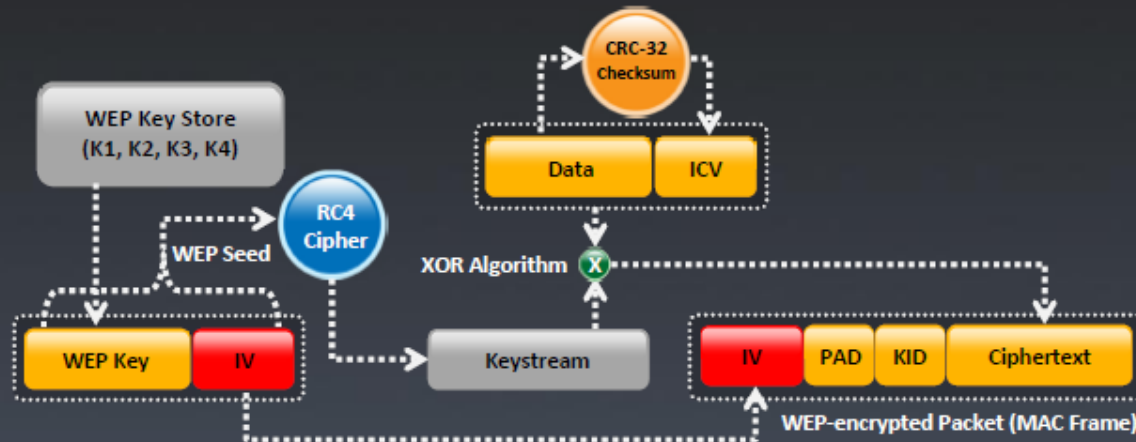 CRC-32
Checksum
WEP Key Store
(K1, K2, K3, K4)
Data
ICV
RC4
Cipher
WEP Seed
XOR Algorithm
X
WEP Key
IV
Keystream
IV
PAD
KID
Ciphertext
WEP-encrypted Packet (MAC Frame)